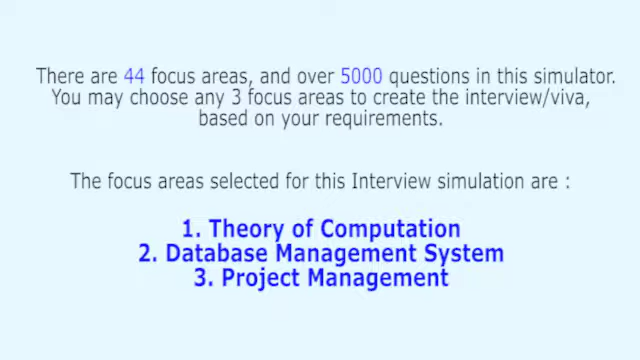 There are 44 focus areas, and over 5000 questions in this simulator.
You may choose any 3 focus areas to create the interview/viva,
based on your requirements.
The focus areas selected for this Interview simulation are :
1. Theory of Computation
2. Database Management System
3. Project Management